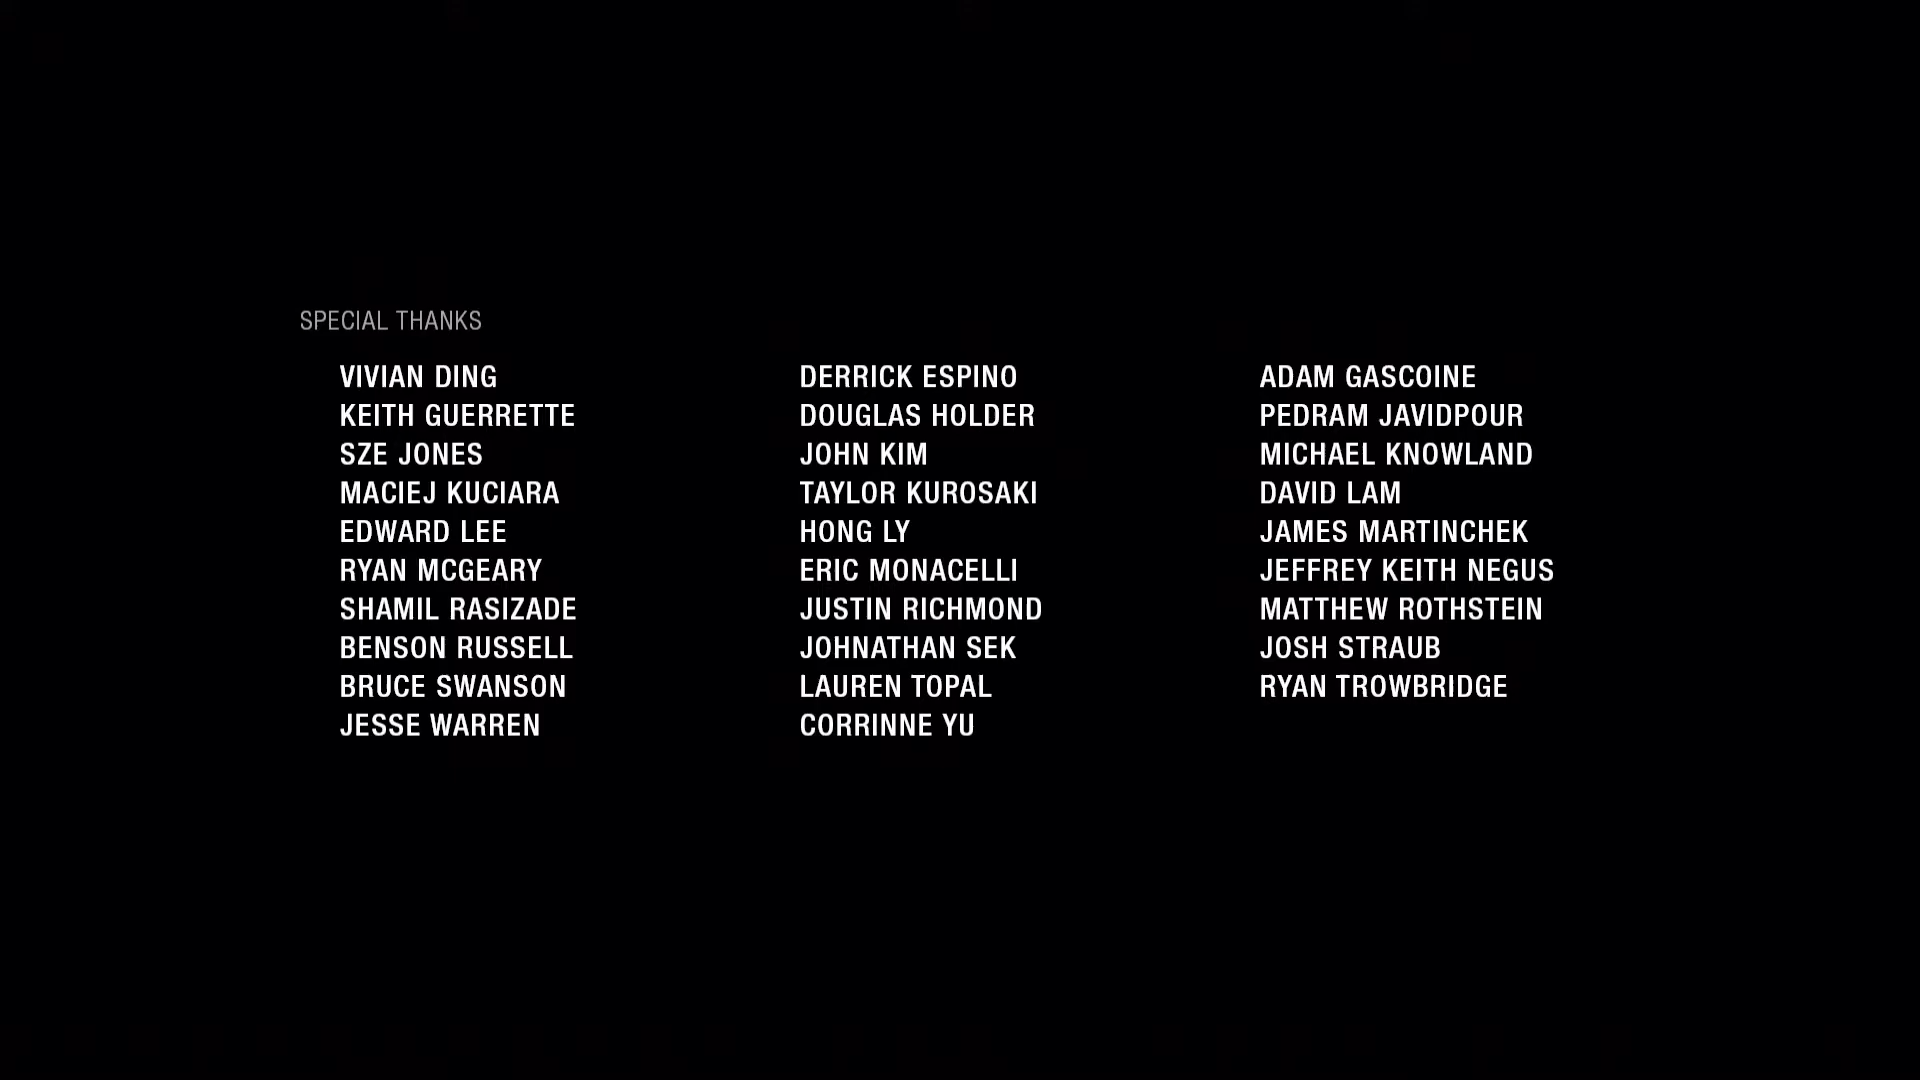 SPECIAL THANKS
VIVIAN DING
KEITH GUERRETTE
SZE JONES
MACIEJ KUCIARA
EDWARD LEE
RYAN MCGEARY
SHAMIL RASIZADE
BENSON RUSSELL
BRUCE SWANSON
JESSE WARREN
DERRICK ESPINO
DOUGLAS HOLDER
JOHN KIM
TAYLOR KUROSAKI
HONG LY
ERIC MONACELLI
JUSTIN RICHMOND
JOHNATHAN SEK
LAUREN TOPAL
CORRINNE YU
ADAM GASCOINE
PEDRAM JAVIDPOUR
MICHAEL KNOWLAND
DAVID LAM
JAMES MARTINCHEK
JEFFREY KEITH NEGUS
MATTHEW ROTHSTEIN
JOSH STRAUB
RYAN TROWBRIDGE